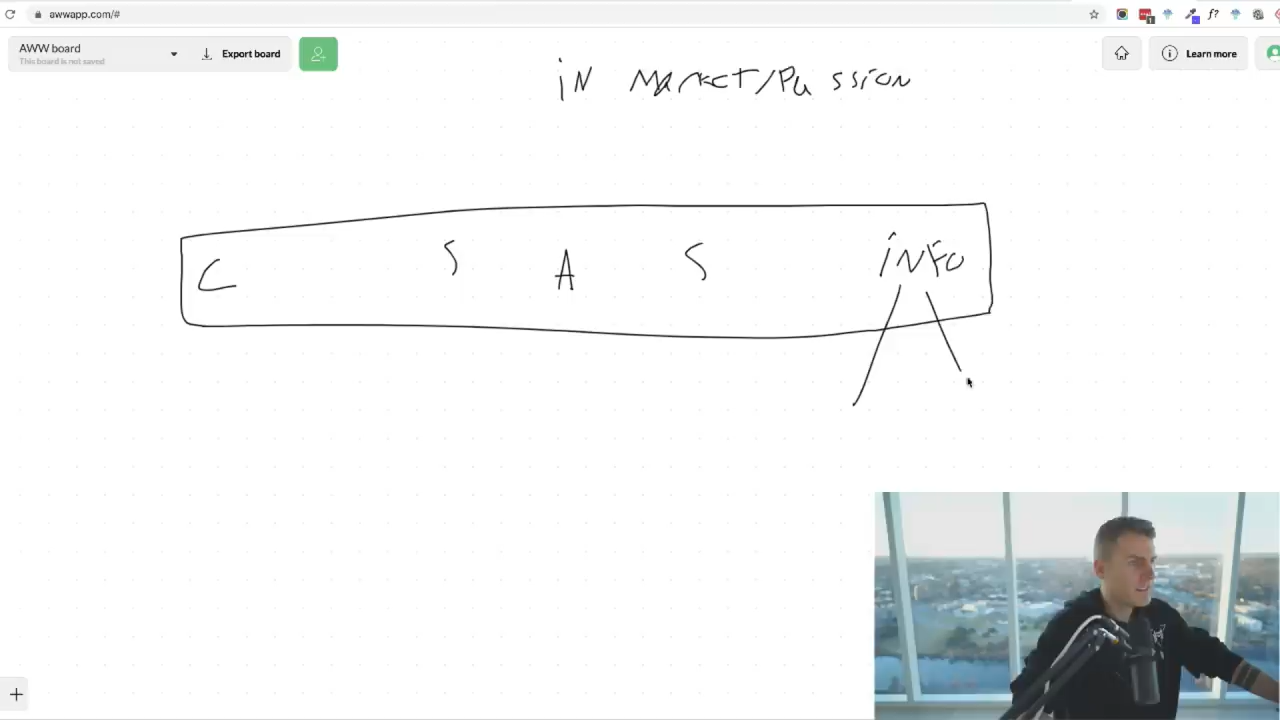 awwapp.com/#
AWW board
This board is not saved
Export board
Learn more
iN MArKeT/PasSiON
C S A S iNFO